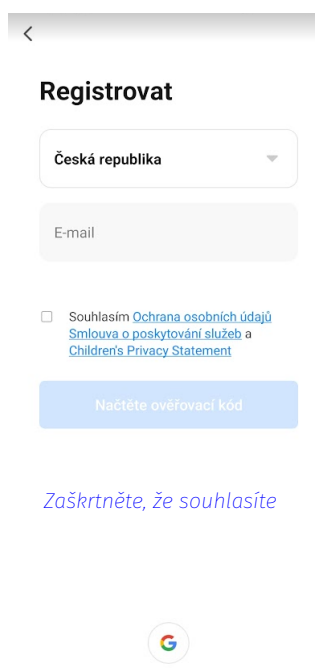 Registrovat
Česká republika
E-mail
Souhlasím Ochrana osobních údajů
Smlouva o poskytování služeb a
Children's Privacy Statement
Načtěte ověřovací kód
Zaškrtněte, že souhlasíte